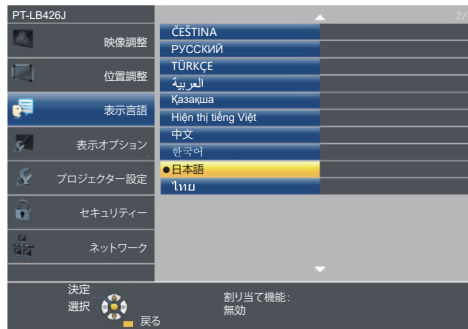 PT-LB426J
2/
映像調整
位置調整
表示言語
表示オプション
プロジェクター設定
セキュリティー
ネットワーク
ČEŠTINA
РУССКИЙ
TÜRKÇE
العربية
Қазақша
Hiện thị tiếng Việt
中文
한국어
●日本語
ไทย
決定
選択
戻る
割り当て機能:
無効